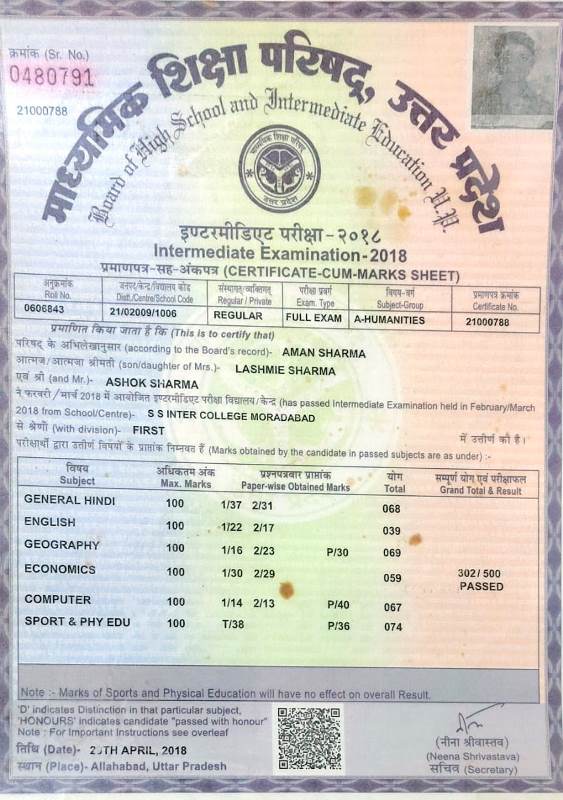 क्रमांक (Sr. No.)
0480791
21000788
माध्यमिक शिक्षा परिषद्, उत्तर प्रदेश
Board of High School and Intermediate Education U.P.
माध्यमिक शिक्षा परिषद्
उत्तर प्रदेश
इण्टरमीडिएट परीक्षा-२०१८
Intermediate Examination-2018
प्रमाणपत्र-सह-अंकपत्र (CERTIFICATE-CUM-MARKS SHEET)
अनुक्रमांक जनपद/केन्द्र/विद्यालय कोड संस्थागत/व्यक्तिगत परीक्षा प्रवर्ग विषय-वर्ग प्रमाणपत्र क्रमांक
Roll No. Distt./Centre/School Code Regular / Private Exam. Type Subject-Group Certificate No.
0606843 21/02009/1006 REGULAR FULL EXAM A-HUMANITIES 21000788
प्रमाणित किया जाता है कि (This is to certify that)
परिषद् के अभिलेखानुसार (according to the Board's record)- AMAN SHARMA
आत्मज/आत्मजा श्रीमती (son/daughter of Mrs.)- LASHMIE SHARMA
एवं श्री (and Mr.)- ASHOK SHARMA
ने फरवरी/मार्च 2018 में आयोजित इण्टरमीडिएट परीक्षा विद्यालय/केन्द्र (has passed Intermediate Examination held in February/March
2018 from School/Centre)- S S INTER COLLEGE MORADABAD
से श्रेणी (with division)- FIRST में उत्तीर्ण की है।
परीक्षार्थी द्वारा उत्तीर्ण विषयों के प्राप्तांक निम्नवत हैं (Marks obtained by the candidate in passed subjects are as under) :-
विषय अधिकतम अंक प्रश्नपत्रवार प्राप्तांक योग सम्पूर्ण योग एवं परीक्षाफल
Subject Max. Marks Paper-wise Obtained Marks Total Grand Total & Result
GENERAL HINDI 100 1/37 2/31 068
ENGLISH 100 1/22 2/17 039
GEOGRAPHY 100 1/16 2/23 P/30 069
ECONOMICS 100 1/30 2/29 059 302/500
PASSED
COMPUTER 100 1/14 2/13 P/40 067
SPORT & PHY EDU 100 T/38 P/36 074
Note :- Marks of Sports and Physical Education will have no effect on overall Result.
'D' indicates Distinction in that particular subject,
'HONOURS' indicates candidate "passed with honour"
Note : For Important Instructions see overleaf
तिथि (Date)- APRIL, 2018
स्थान (Place)- Allahabad, Uttar Pradesh
(नीना श्रीवास्तव)
(Neena Shrivastava)
सचिव (Secretary)